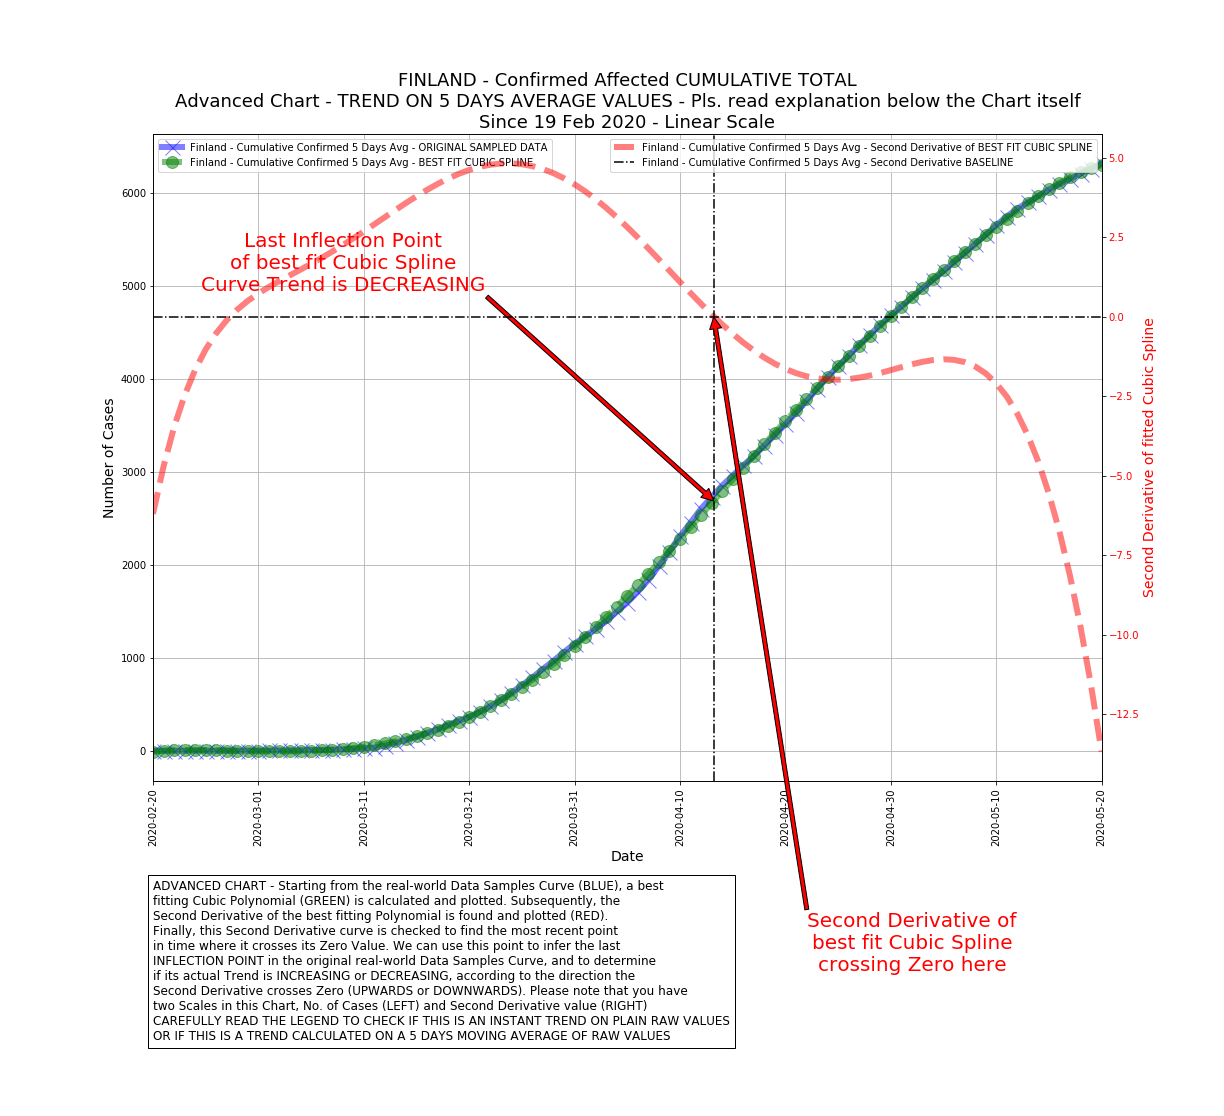 FINLAND - Confirmed Affected CUMULATIVE TOTAL
Advanced Chart - TREND ON 5 DAYS AVERAGE VALUES - Pls. read explanation below the Chart itself
Since 19 Feb 2020 - Linear Scale
Finland - Cumulative Confirmed 5 Days Avg - ORIGINAL SAMPLED DATA
Finland - Cumulative Confirmed 5 Days Avg - BEST FIT CUBIC SPLINE
Finland - Cumulative Confirmed 5 Days Avg - Second Derivative of BEST FIT CUBIC SPLINE
Finland - Cumulative Confirmed 5 Days Avg - Second Derivative BASELINE
Last Inflection Point
of best fit Cubic Spline
Curve Trend is DECREASING
Number of Cases
6000
5000
4000
3000
2000
1000
0
5.0
2.5
0.0
−2.5
−5.0
−7.5
−10.0
−12.5
Second Derivative of fitted Cubic Spline
2020-02-20
2020-03-01
2020-03-11
2020-03-21
2020-03-31
2020-04-10
2020-04-20
2020-04-30
2020-05-10
2020-05-20
Date
Second Derivative of
best fit Cubic Spline
crossing Zero here
ADVANCED CHART - Starting from the real-world Data Samples Curve (BLUE), a best
fitting Cubic Polynomial (GREEN) is calculated and plotted. Subsequently, the
Second Derivative of the best fitting Polynomial is found and plotted (RED).
Finally, this Second Derivative curve is checked to find the most recent point
in time where it crosses its Zero Value. We can use this point to infer the last
INFLECTION POINT in the original real-world Data Samples Curve, and to determine
if its actual Trend is INCREASING or DECREASING, according to the direction the
Second Derivative crosses Zero (UPWARDS or DOWNWARDS). Please note that you have
two Scales in this Chart, No. of Cases (LEFT) and Second Derivative value (RIGHT)
CAREFULLY READ THE LEGEND TO CHECK IF THIS IS AN INSTANT TREND ON PLAIN RAW VALUES
OR IF THIS IS A TREND CALCULATED ON A 5 DAYS MOVING AVERAGE OF RAW VALUES